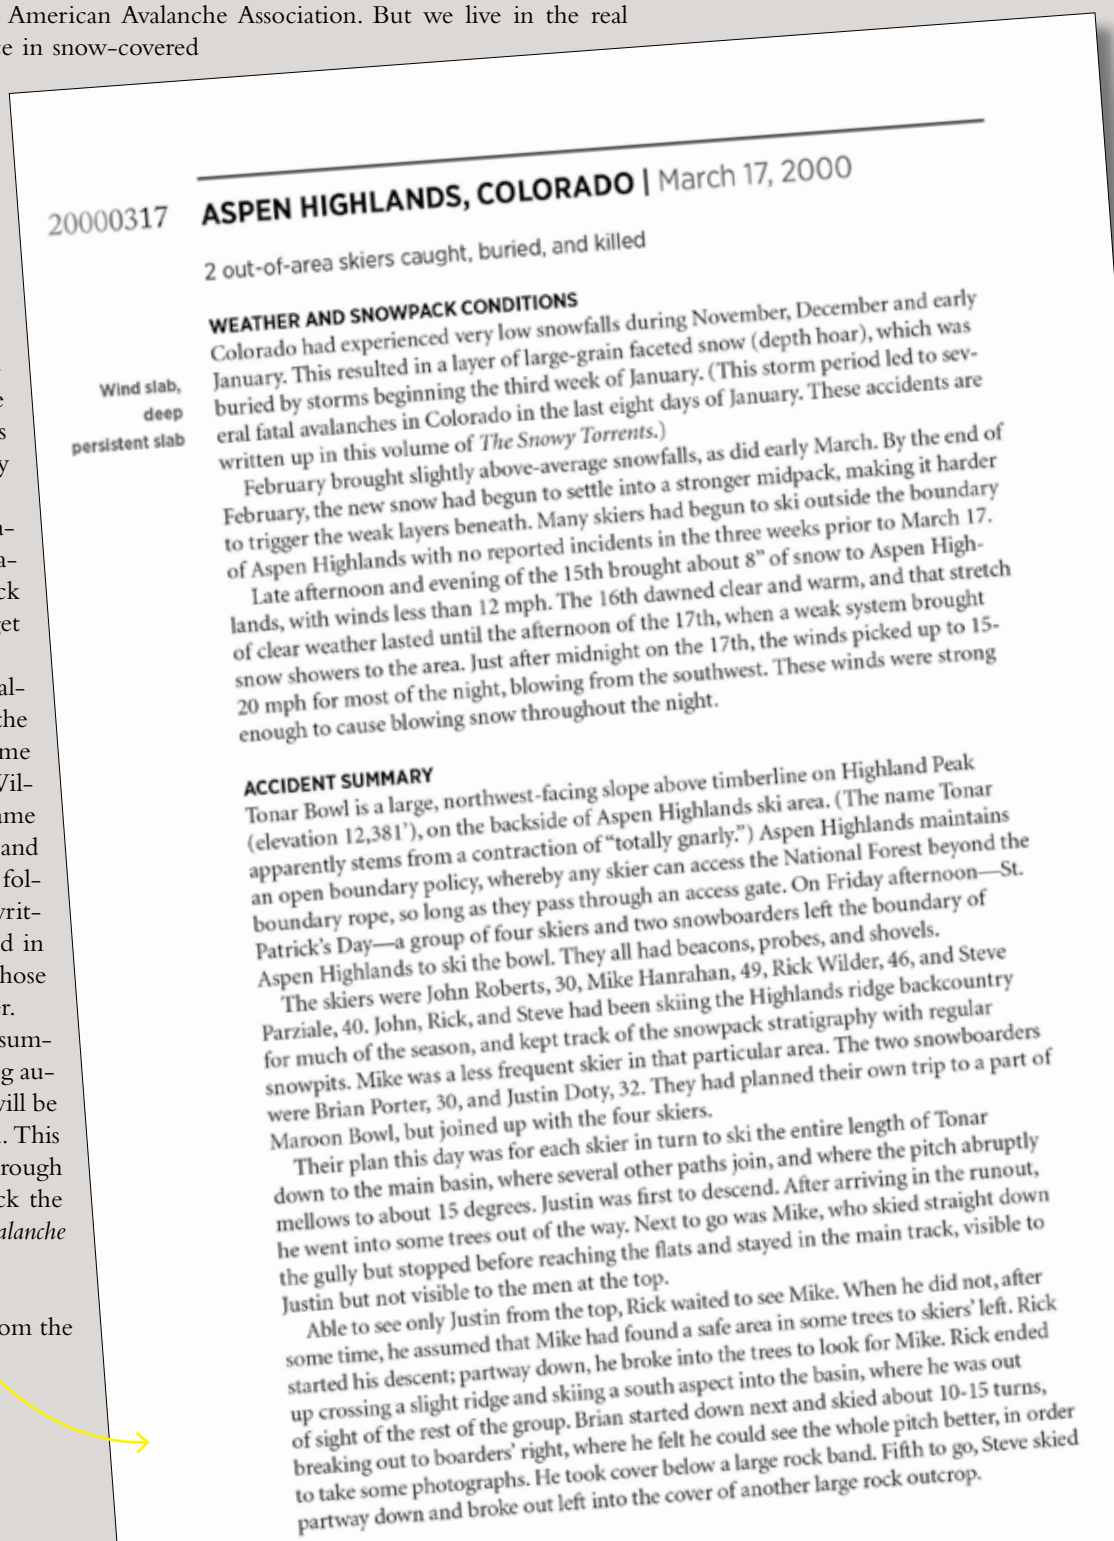 American Avalanche Association. But we live in the real
in snow-covered
20000317 ASPEN HIGHLANDS, COLORADO | March 17, 2000
2 out-of-area skiers caught, buried, and killed
WEATHER AND SNOWPACK CONDITIONS
Wind slab,
deep
persistent slab
Colorado had experienced very low snowfalls during November, December and early
January. This resulted in a layer of large-grain faceted snow (depth hoar), which was
buried by storms beginning the third week of January. (This storm period led to sev-
eral fatal avalanches in Colorado in the last eight days of January. These accidents are
written up in this volume of The Snowy Torrents.)
February brought slightly above-average snowfalls, as did early March. By the end of
February, the new snow had begun to settle into a stronger midpack, making it harder
to trigger the weak layers beneath. Many skiers had begun to ski outside the boundary
of Aspen Highlands with no reported incidents in the three weeks prior to March 17.
Late afternoon and evening of the 15th brought about 8” of snow to Aspen High-
lands, with winds less than 12 mph. The 16th dawned clear and warm, and that stretch
of clear weather lasted until the afternoon of the 17th, when a weak system brought
snow showers to the area. Just after midnight on the 17th, the winds picked up to 15-
20 mph for most of the night, blowing from the southwest. These winds were strong
enough to cause blowing snow throughout the night.
ACCIDENT SUMMARY
Tonar Bowl is a large, northwest-facing slope above timberline on Highland Peak
(elevation 12,381’), on the backside of Aspen Highlands ski area. (The name Tonar
apparently stems from a contraction of “totally gnarly.”) Aspen Highlands maintains
an open boundary policy, whereby any skier can access the National Forest beyond the
boundary rope, so long as they pass through an access gate. On Friday afternoon—St.
Patrick’s Day—a group of four skiers and two snowboarders left the boundary of
Aspen Highlands to ski the bowl. They all had beacons, probes, and shovels.
The skiers were John Roberts, 30, Mike Hanrahan, 49, Rick Wilder, 46, and Steve
Parziale, 40. John, Rick, and Steve had been skiing the Highlands ridge backcountry
for much of the season, and kept track of the snowpack stratigraphy with regular
snowpits. Mike was a less frequent skier in that particular area. The two snowboarders
were Brian Porter, 30, and Justin Doty, 32. They had planned their own trip to a part of
Maroon Bowl, but joined up with the four skiers.
Their plan this day was for each skier in turn to ski the entire length of Tonar
down to the main basin, where several other paths join, and where the pitch abruptly
mellows to about 15 degrees. Justin was first to descend. After arriving in the runout,
he went into some trees out of the way. Next to go was Mike, who skied straight down
the gully but stopped before reaching the flats and stayed in the main track, visible to
Justin but not visible to the men at the top.
Able to see only Justin from the top, Rick waited to see Mike. When he did not, after
some time, he assumed that Mike had found a safe area in some trees to skiers’ left. Rick
started his descent; partway down, he broke into the trees to look for Mike. Rick ended
up crossing a slight ridge and skiing a south aspect into the basin, where he was out
of sight of the rest of the group. Brian started down next and skied about 10-15 turns,
breaking out to boarders’ right, where he felt he could see the whole pitch better, in order
to take some photographs. He took cover below a large rock band. Fifth to go, Steve skied
partway down and broke out left into the cover of another large rock outcrop.
get
the
and
fol-
d in
sum-
g au-
will be
. This
the
om the